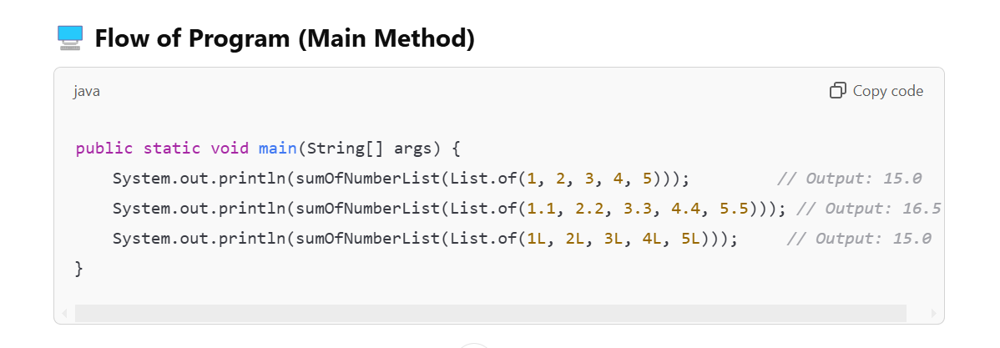 Flow of Program (Main Method)
java
Copy code
public static void main(String[] args) {
    System.out.println(sumOfNumberList(List.of(1, 2, 3, 4, 5)));         // Output: 15.0
    System.out.println(sumOfNumberList(List.of(1.1, 2.2, 3.3, 4.4, 5.5))); // Output: 16.5
    System.out.println(sumOfNumberList(List.of(1L, 2L, 3L, 4L, 5L)));     // Output: 15.0
}